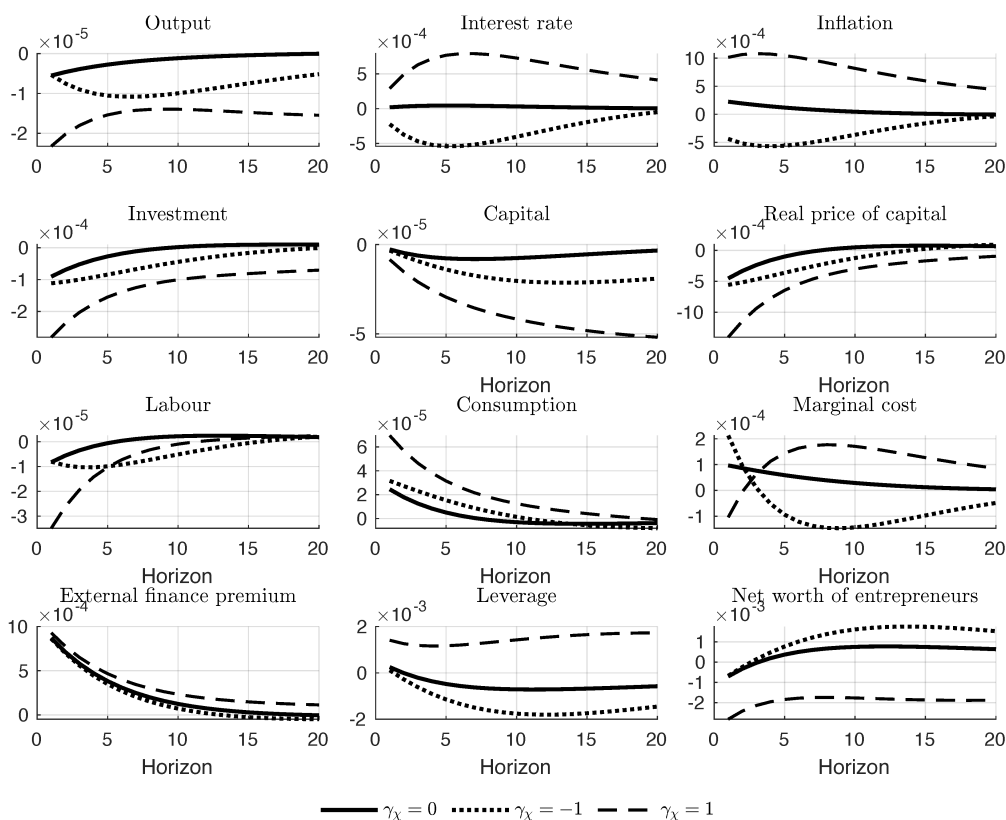 Output
Interest rate
Inflation
×10⁻⁵
×10⁻⁴
×10⁻⁴
0
-1
-2
5
0
-5
10
5
0
-5
0 5 10 15 20
0 5 10 15 20
0 5 10 15 20
Investment
Capital
Real price of capital
×10⁻⁴
×10⁻⁵
×10⁻⁴
0
-1
-2
0
-5
0
-5
-10
0 5 10 15 20
0 5 10 15 20
0 5 10 15 20
Horizon
Labour
Consumption
Marginal cost
×10⁻⁵
×10⁻⁵
×10⁻⁴
0
-1
-2
-3
6
4
2
0
2
1
0
-1
0 5 10 15 20
0 5 10 15 20
0 5 10 15 20
Horizon
Horizon
External finance premium
Leverage
Net worth of entrepreneurs
×10⁻⁴
×10⁻³
×10⁻³
10
5
0
2
0
-2
1
0
-1
-2
0 5 10 15 20
0 5 10 15 20
0 5 10 15 20
Horizon
Horizon
Horizon
γχ = 0 γχ = −1 γχ = 1